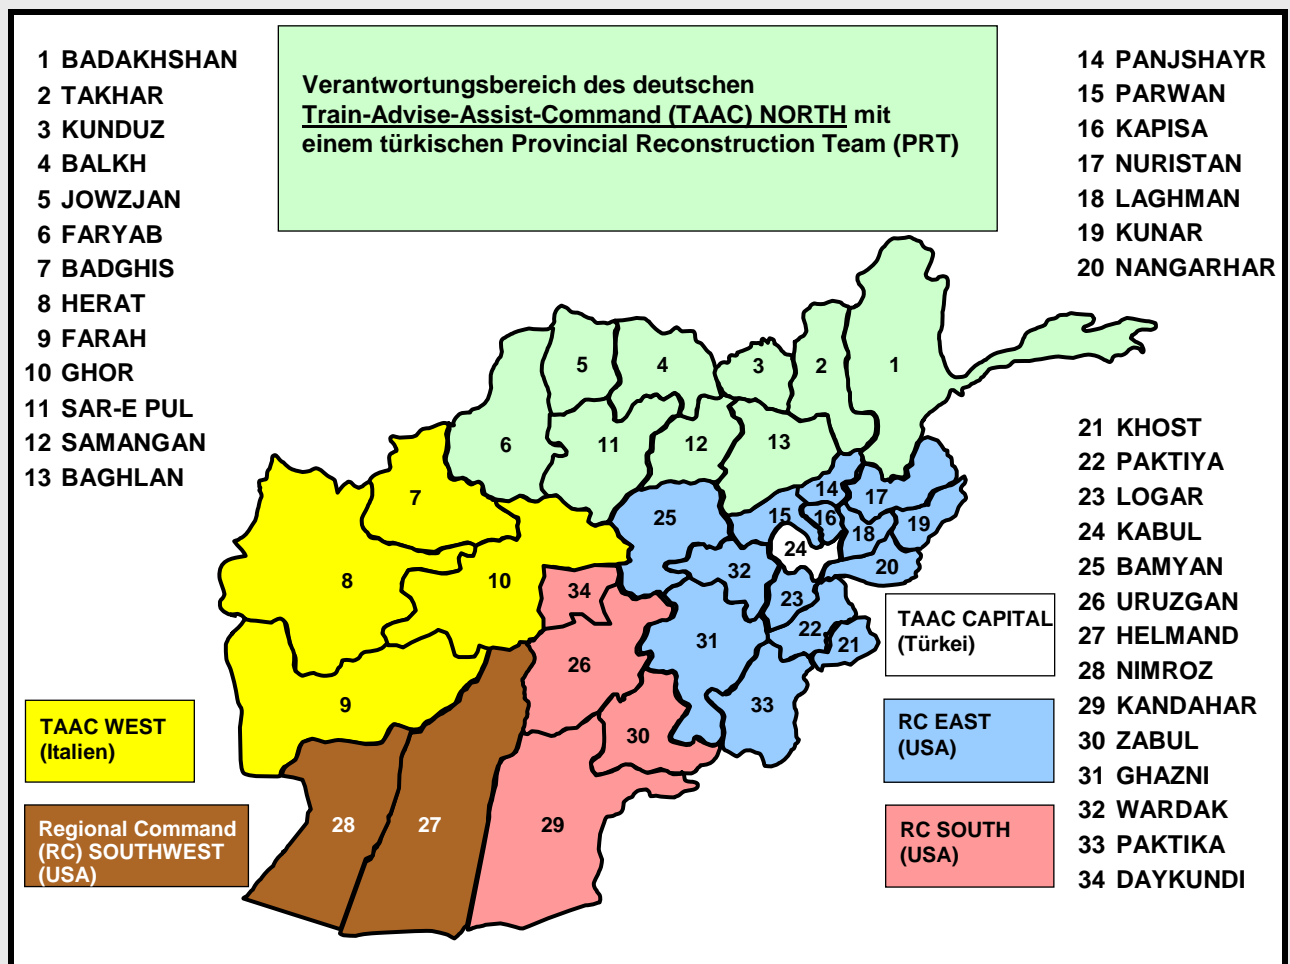 1 BADAKHSHAN
2 TAKHAR
3 KUNDUZ
4 BALKH
5 JOWZJAN
6 FARYAB
7 BADGHIS
8 HERAT
9 FARAH
10 GHOR
11 SAR-E PUL
12 SAMANGAN
13 BAGHLAN
Verantwortungsbereich des deutschen
Train-Advise-Assist-Command (TAAC) NORTH mit
einem türkischen Provincial Reconstruction Team (PRT)
14 PANJSHAYR
15 PARWAN
16 KAPISA
17 NURISTAN
18 LAGHMAN
19 KUNAR
20 NANGARHAR
21 KHOST
22 PAKTIYA
23 LOGAR
24 KABUL
25 BAMYAN
26 URUZGAN
27 HELMAND
28 NIMROZ
29 KANDAHAR
30 ZABUL
31 GHAZNI
32 WARDAK
33 PAKTIKA
34 DAYKUNDI
5
4
3
2
1
6
11
12
13
7
25
14
17
15
16
19
18
24
20
8
10
32
34
23
22
21
31
26
9
33
30
28
27
29
TAAC WEST
(Italien)
Regional Command
(RC) SOUTHWEST
(USA)
TAAC CAPITAL
(Türkei)
RC EAST
(USA)
RC SOUTH
(USA)